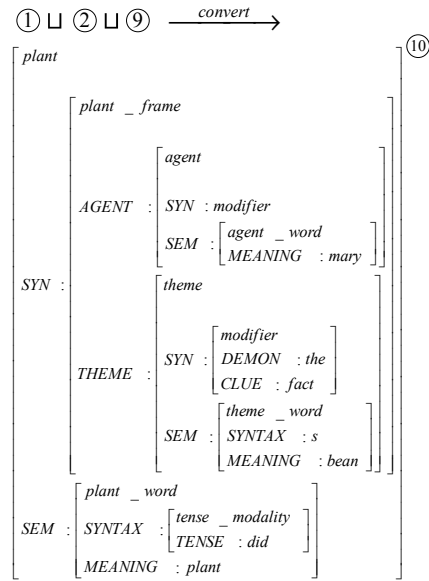 ① ⊔ ② ⊔ ⑨ convert
⑩
plant
plant _ frame
agent
AGENT : SYN : modifier
SEM : agent _ word
MEANING : mary
SYN :
theme
modifier
THEME : SYN : DEMON : the
CLUE : fact
theme _ word
SEM : SYNTAX : s
MEANING : bean
plant _ word
SEM : SYNTAX : tense _ modality
TENSE : did
MEANING : plant